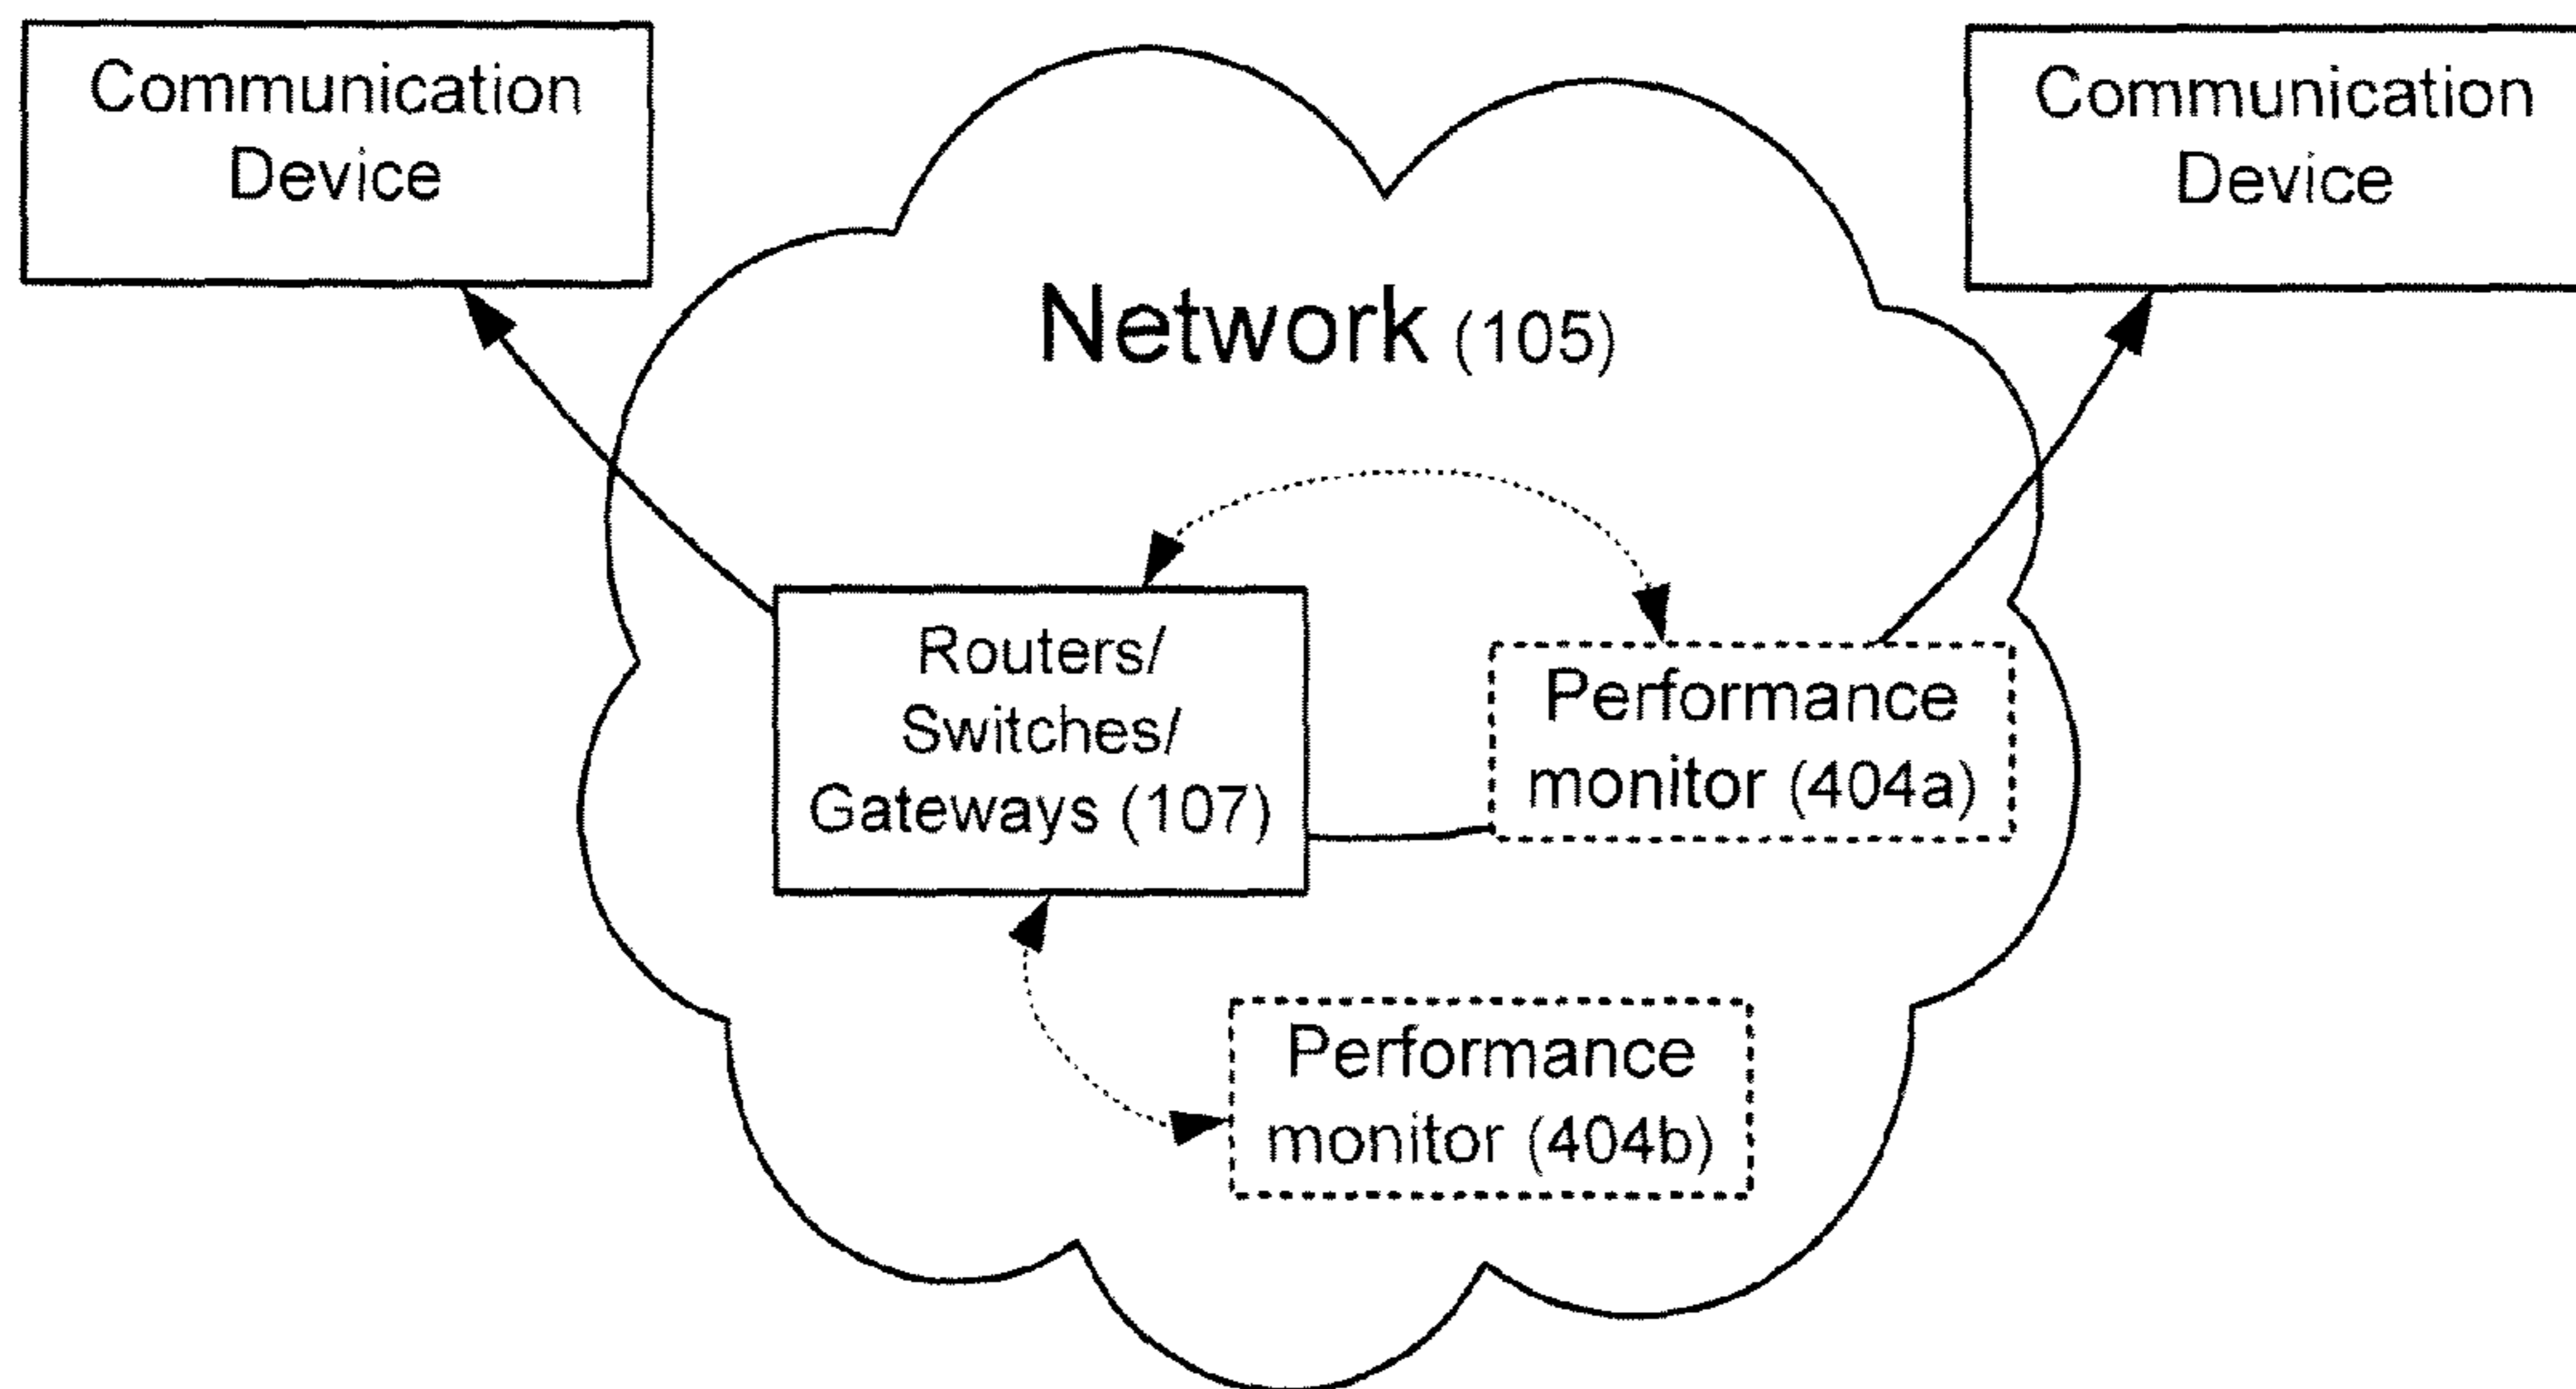 Communication
Device
Communication
Device
Network (105)
Routers/
Switches/
Gateways (107)
Performance
monitor (404a)
Performance
monitor (404b)